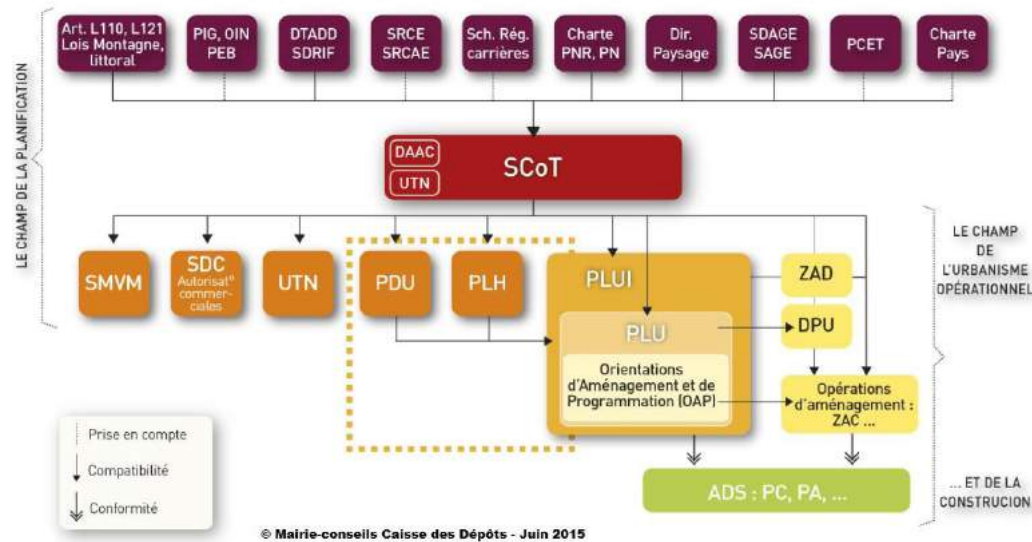 LE CHAMP DE LA PLANIFICATION
Art. L110, L121
Lois Montagne,
littoral
PIG, OIN
PEB
DTADD
SDRIF
SRCE
SRCAE
Sch. Rég.
carrières
Charte
PNR, PN
Dir.
Paysage
SDAGE
SAGE
PCET
Charte
Pays
DAAC
UTN
SCoT
SMVM
SDC
Autorisat° commer-
ciales
UTN
PDU
PLH
PLUI
PLU
Orientations
d'Aménagement et de
Programmation (OAP)
ZAD
DPU
Opérations
d'aménagement :
ZAC ...
ADS : PC, PA, ...
LE CHAMP
DE
L'URBANISME
OPÉRATIONNEL
... ET DE LA
CONSTRUCION
Prise en compte
Compatibilité
Conformité
© Mairie-conseils Caisse des Dépôts - Juin 2015